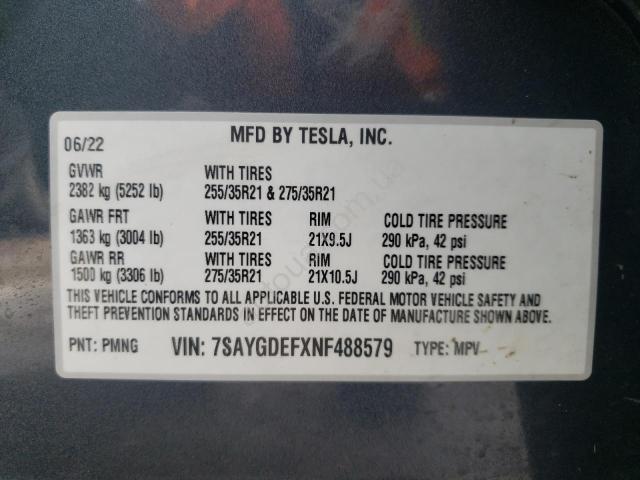 MFD BY TESLA, INC.
06/22
GVWR WITH TIRES
2382 kg (5252 lb) 255/35R21 & 275/35R21
GAWR FRT WITH TIRES RIM COLD TIRE PRESSURE
1363 kg (3004 lb) 255/35R21 21X9.5J 290 kPa, 42 psi
GAWR RR WITH TIRES RIM COLD TIRE PRESSURE
1500 kg (3306 lb) 275/35R21 21X10.5J 290 kPa, 42 psi
THIS VEHICLE CONFORMS TO ALL APPLICABLE U.S. FEDERAL MOTOR VEHICLE SAFETY AND
THEFT PREVENTION STANDARDS IN EFFECT ON THE DATE OF MANUFACTURE SHOWN ABOVE.
PNT: PMNG VIN: 7SAYGDEFXNF488579 TYPE: MPV